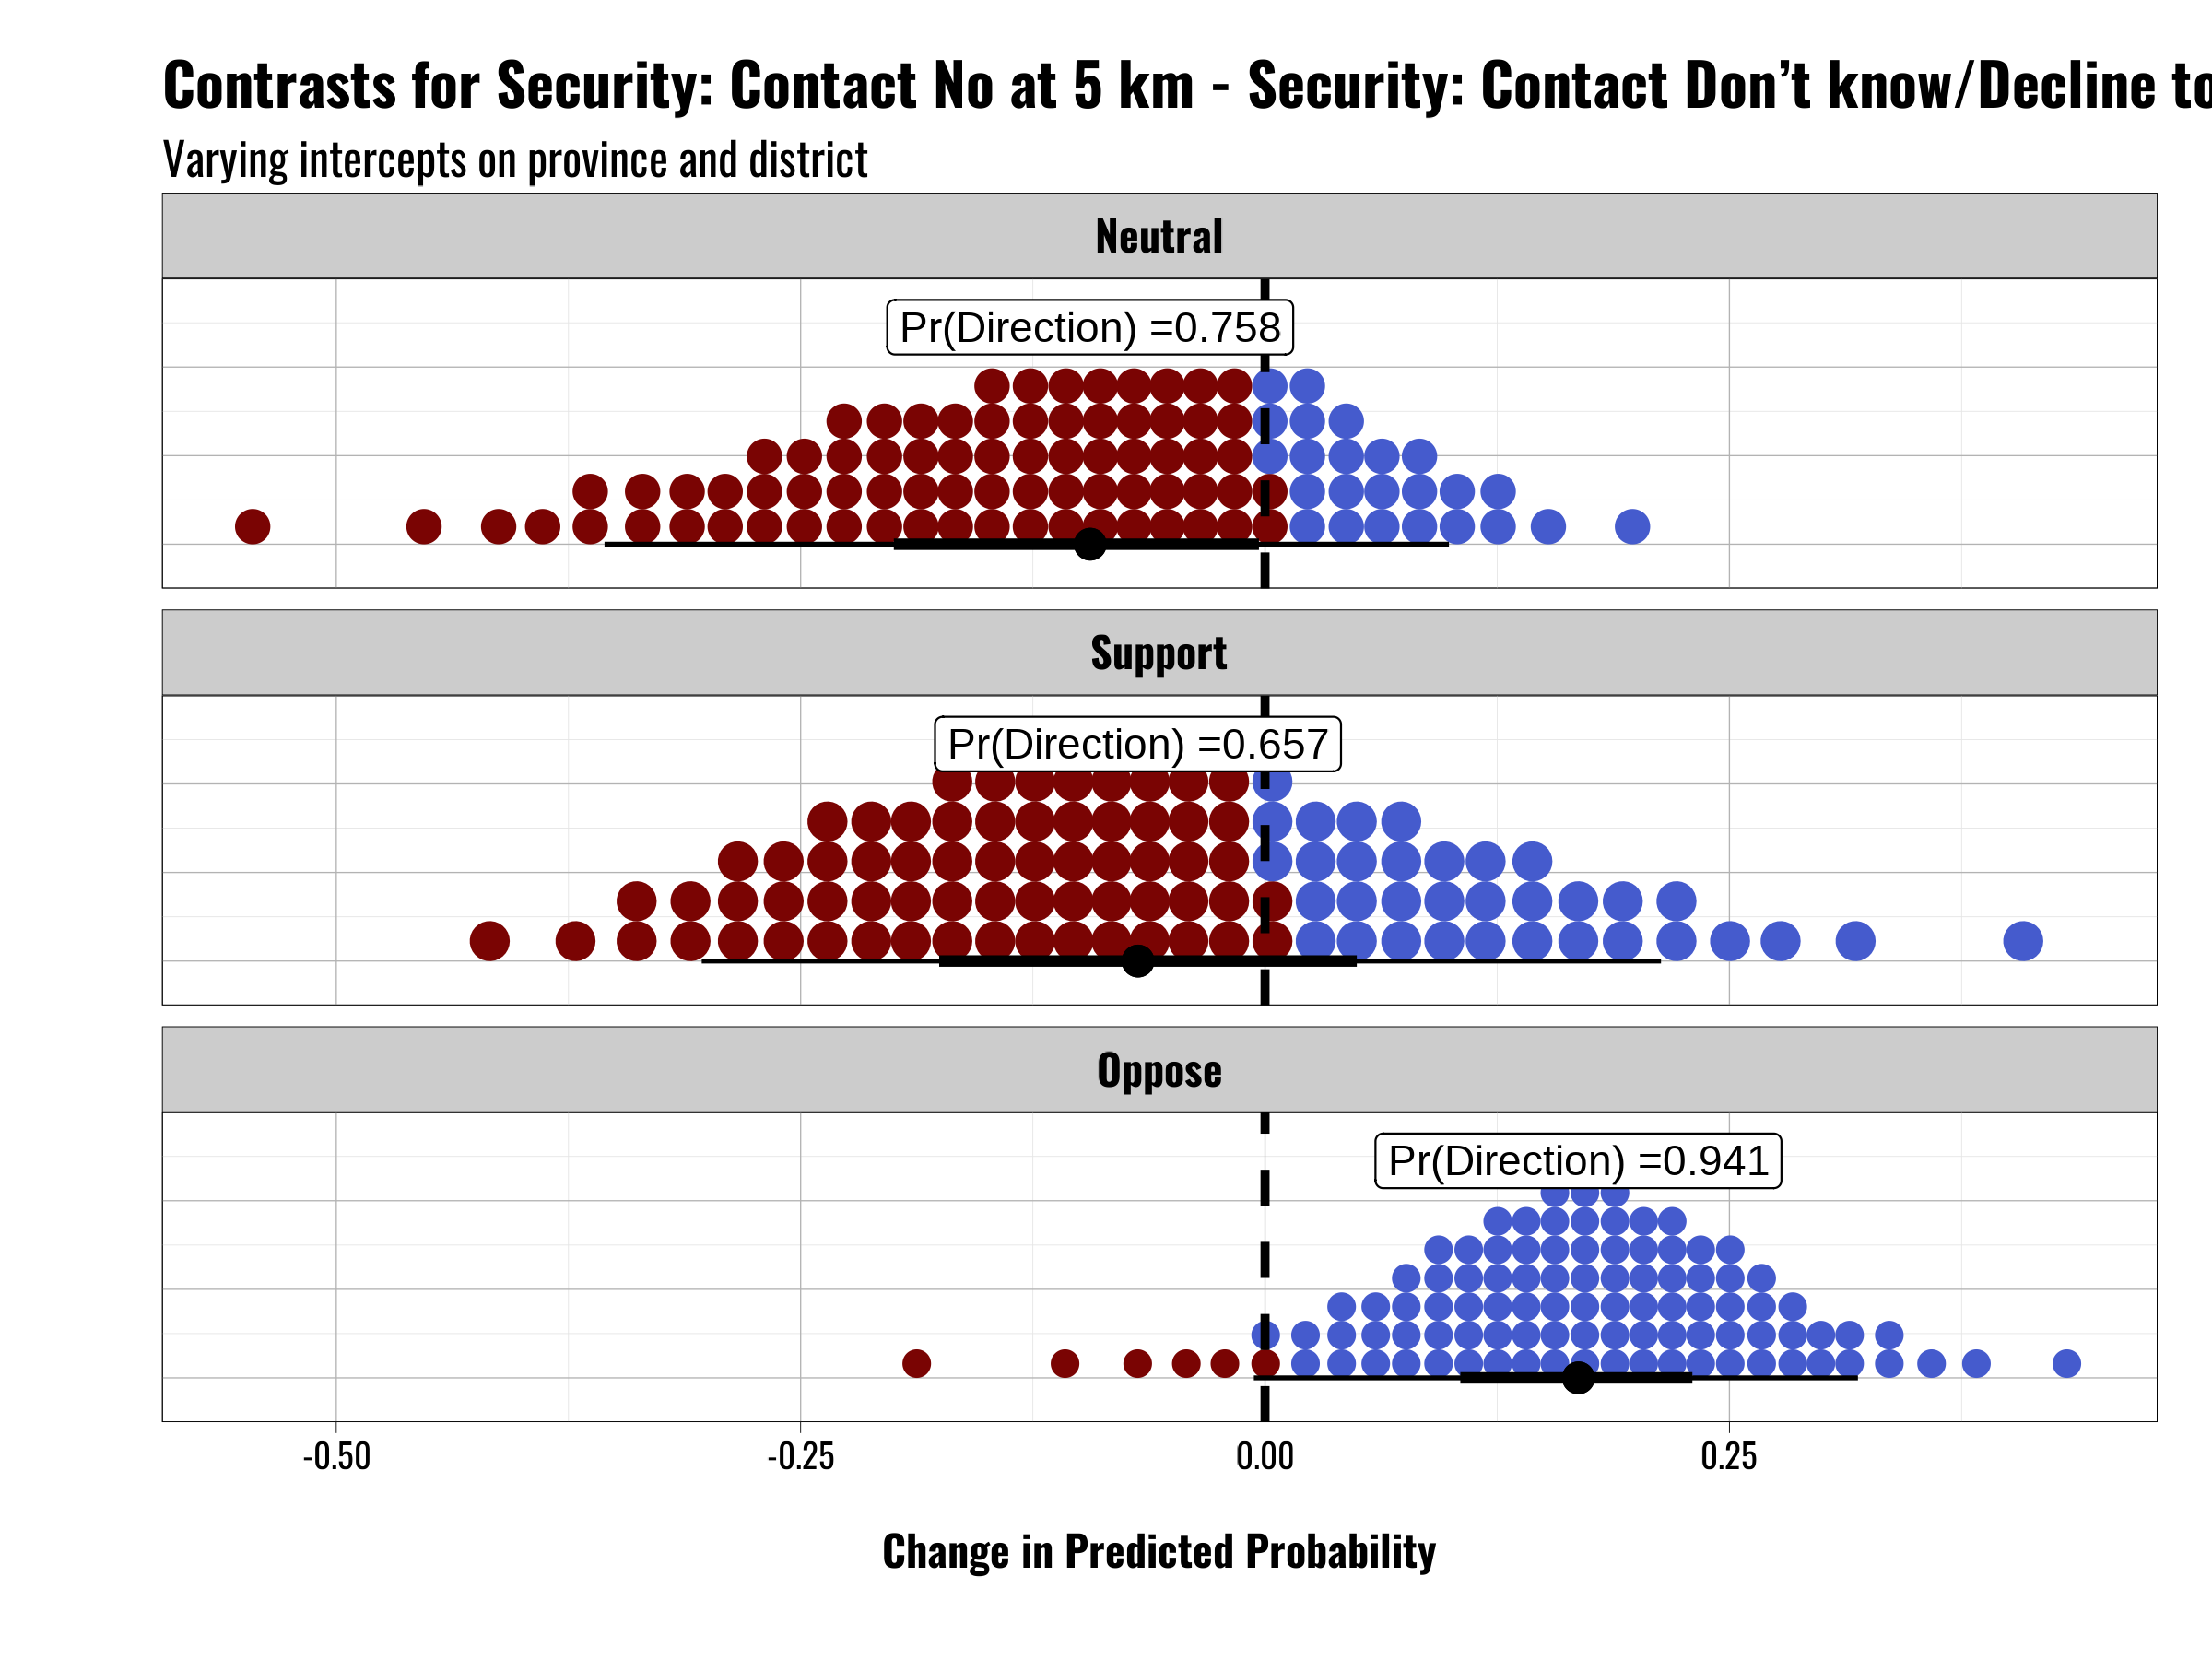 Contrasts for Security: Contact No at 5 km - Security: Contact Don’t know/Decline to
Varying intercepts on province and district
Neutral
Pr(Direction) =0.758
Support
Pr(Direction) =0.657
Oppose
Pr(Direction) =0.941
-0.50 -0.25 0.00 0.25
Change in Predicted Probability